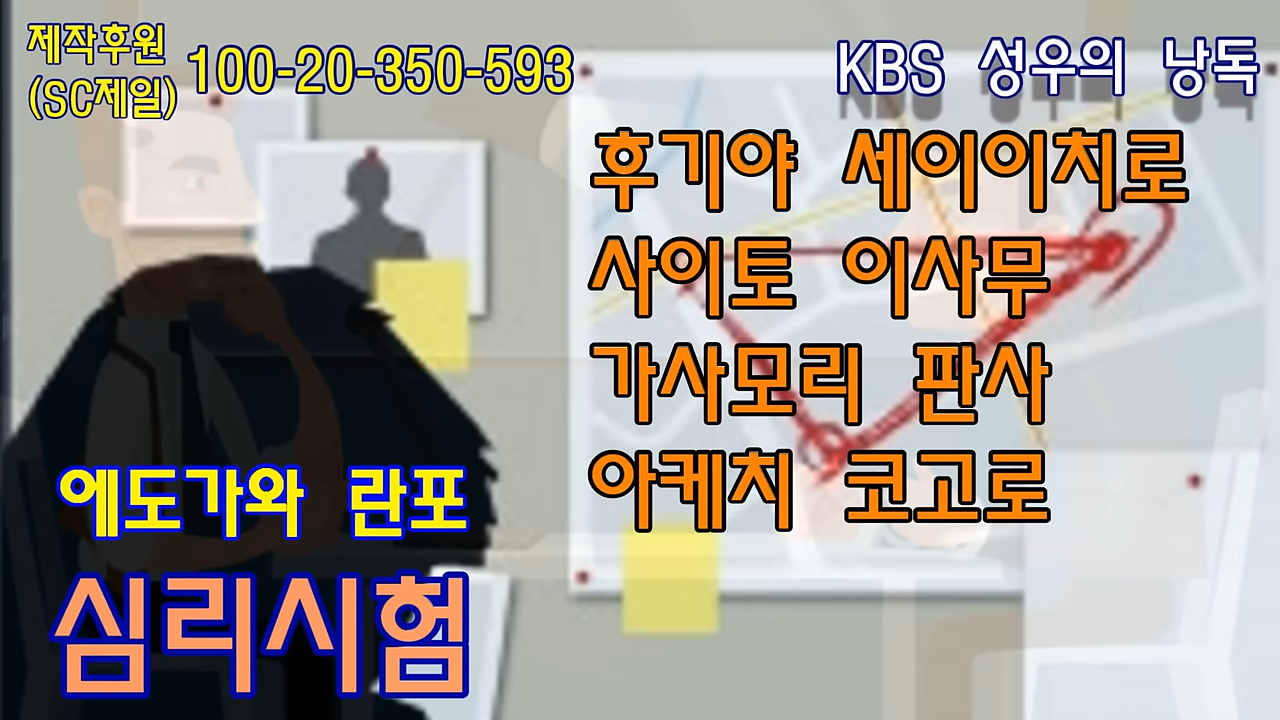 제작후원
(SC제일)
100-20-350-593
KBS 성우의 낭독
후기야 세이이치로
사이토 이사무
가사모리 판사
아케치 코고로
에도가와 란포
심리시험